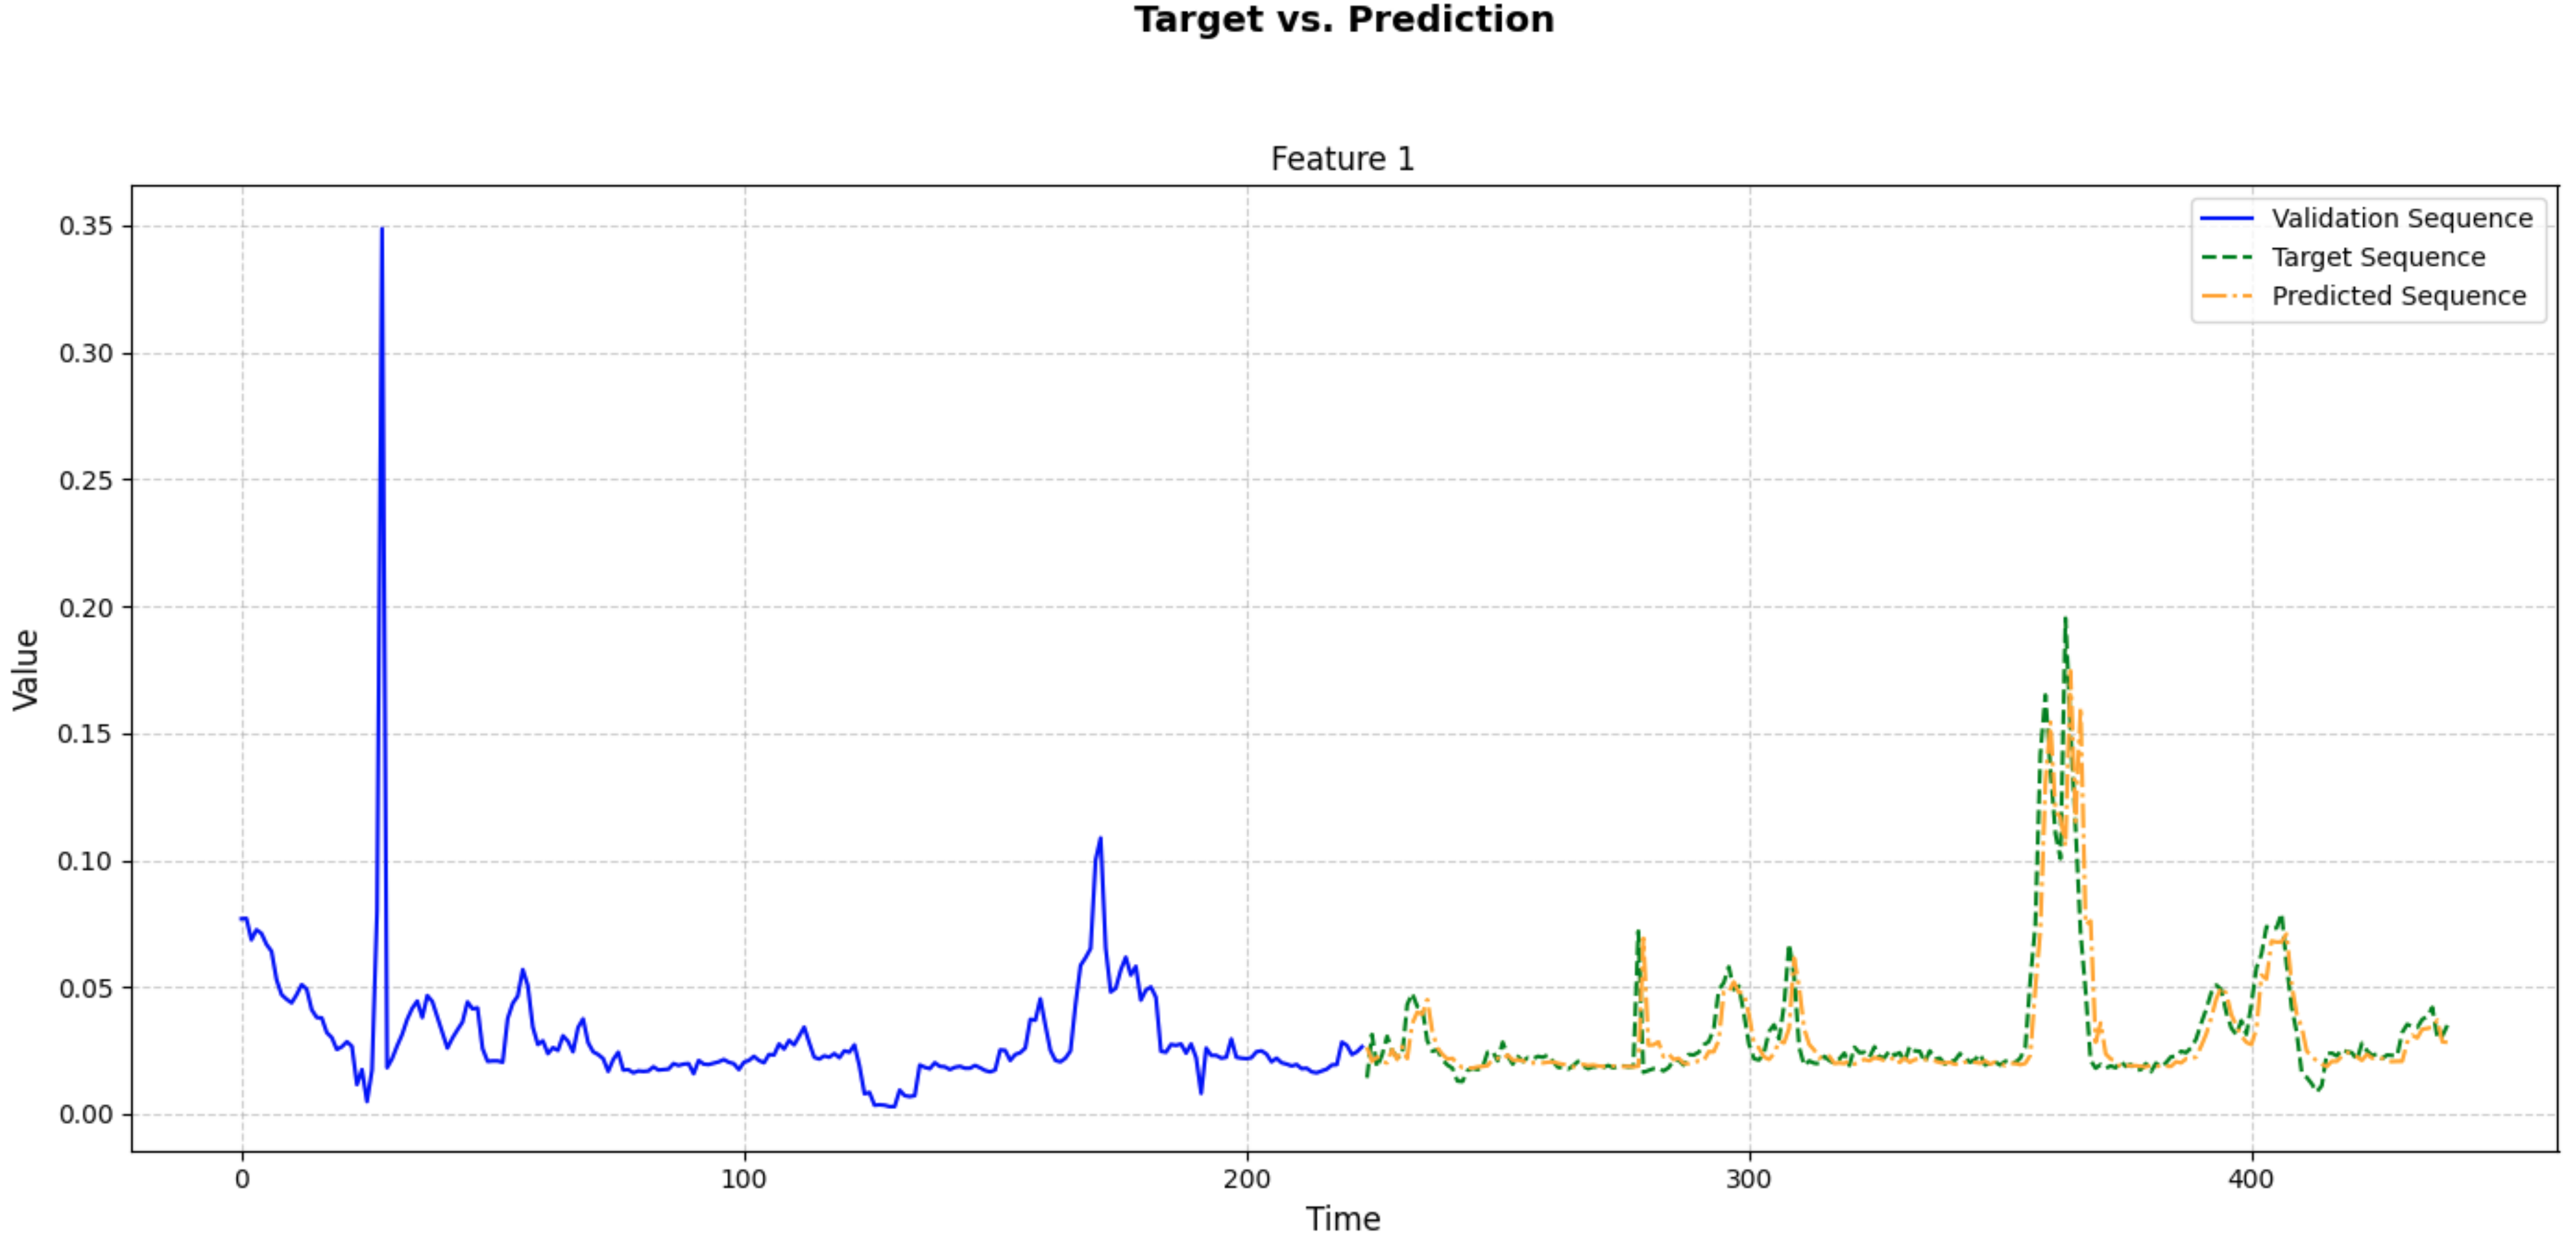 Target vs. Prediction
Feature 1
Validation Sequence
Target Sequence
Predicted Sequence
0.35
0.30
0.25
0.20
0.15
0.10
0.05
0.00
Value
0 100 200 300 400
Time